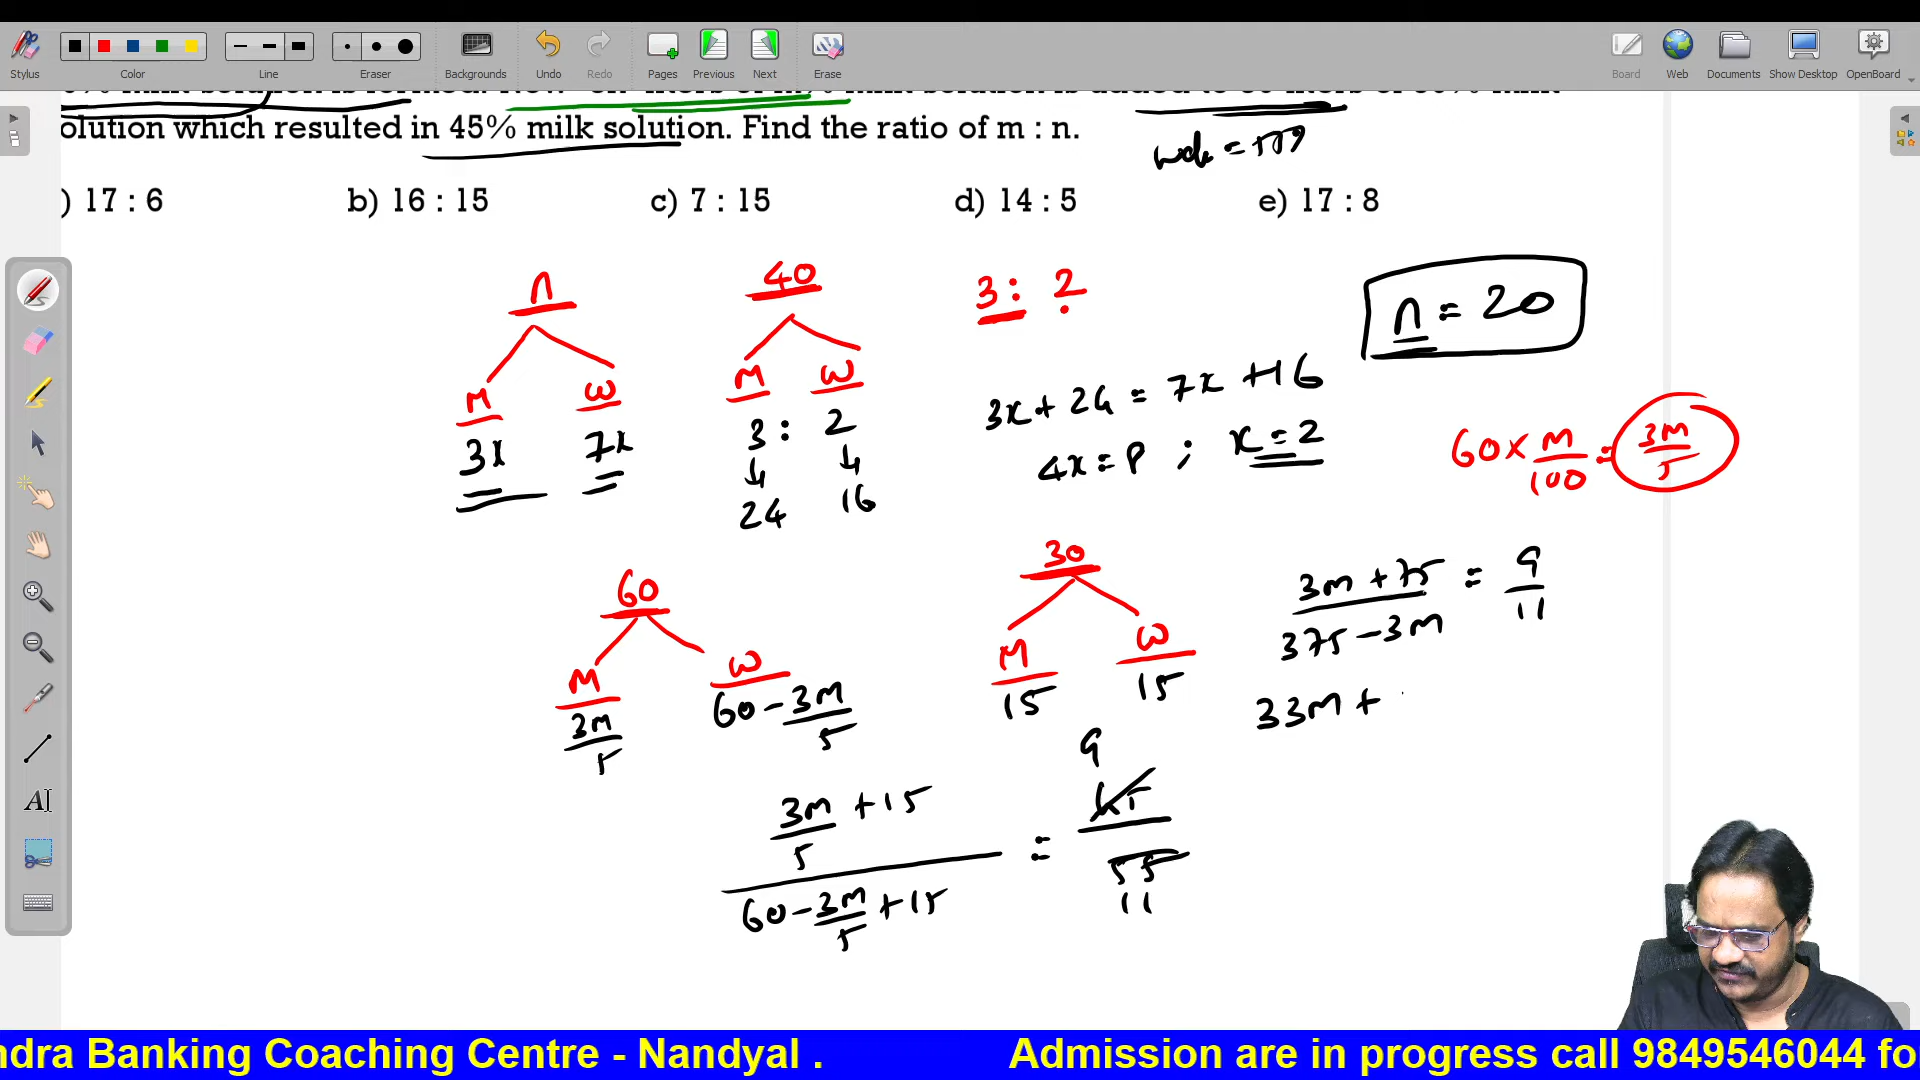 Stylus Color Line Eraser Backgrounds Undo Redo Pages Previous Next Erase Board Web Documents Show Desktop OpenBoard
olution which resulted in 45% milk solution. Find the ratio of m : n.
) 17 : 6 b) 16 : 15 c) 7 : 15 d) 14 : 5 e) 17 : 8
n 40 3 : 2 n = 20
M W M W
3x 7x 3 : 2
24 16
3x + 24 = 7x + 16
4x = 8 ; x = 2
60 × M/100 = 3M/5
60 30
M W M W
3M/5 60 - 3M/5 15 15
3m + 75 / 375 - 3M = 9/11
33M +
9
3M/5 + 15 / 60 - 3M/5 + 15 = 45/55
11
ndra Banking Coaching Centre - Nandyal . Admission are in progress call 9849546044 fo